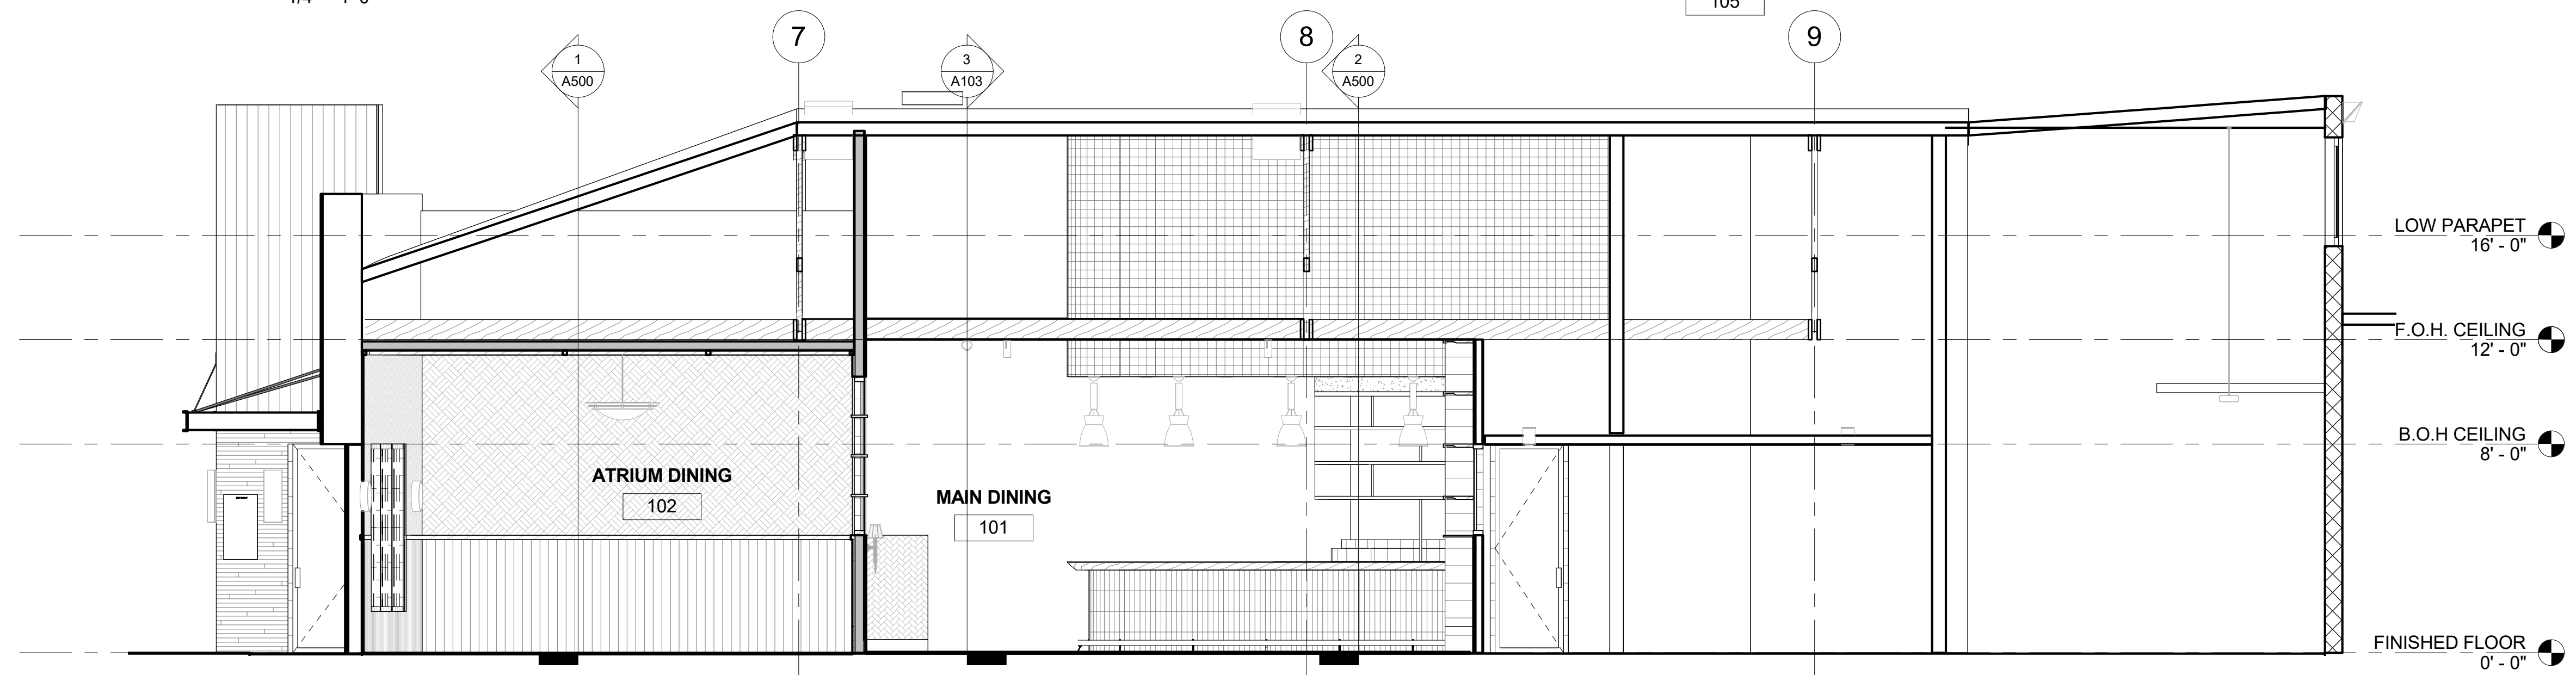 105
7
8
9
1
A500
3
A103
2
A500
LOW PARAPET
16' - 0"
F.O.H. CEILING
12' - 0"
B.O.H CEILING
8' - 0"
ATRIUM DINING
102
MAIN DINING
101
FINISHED FLOOR
0' - 0"